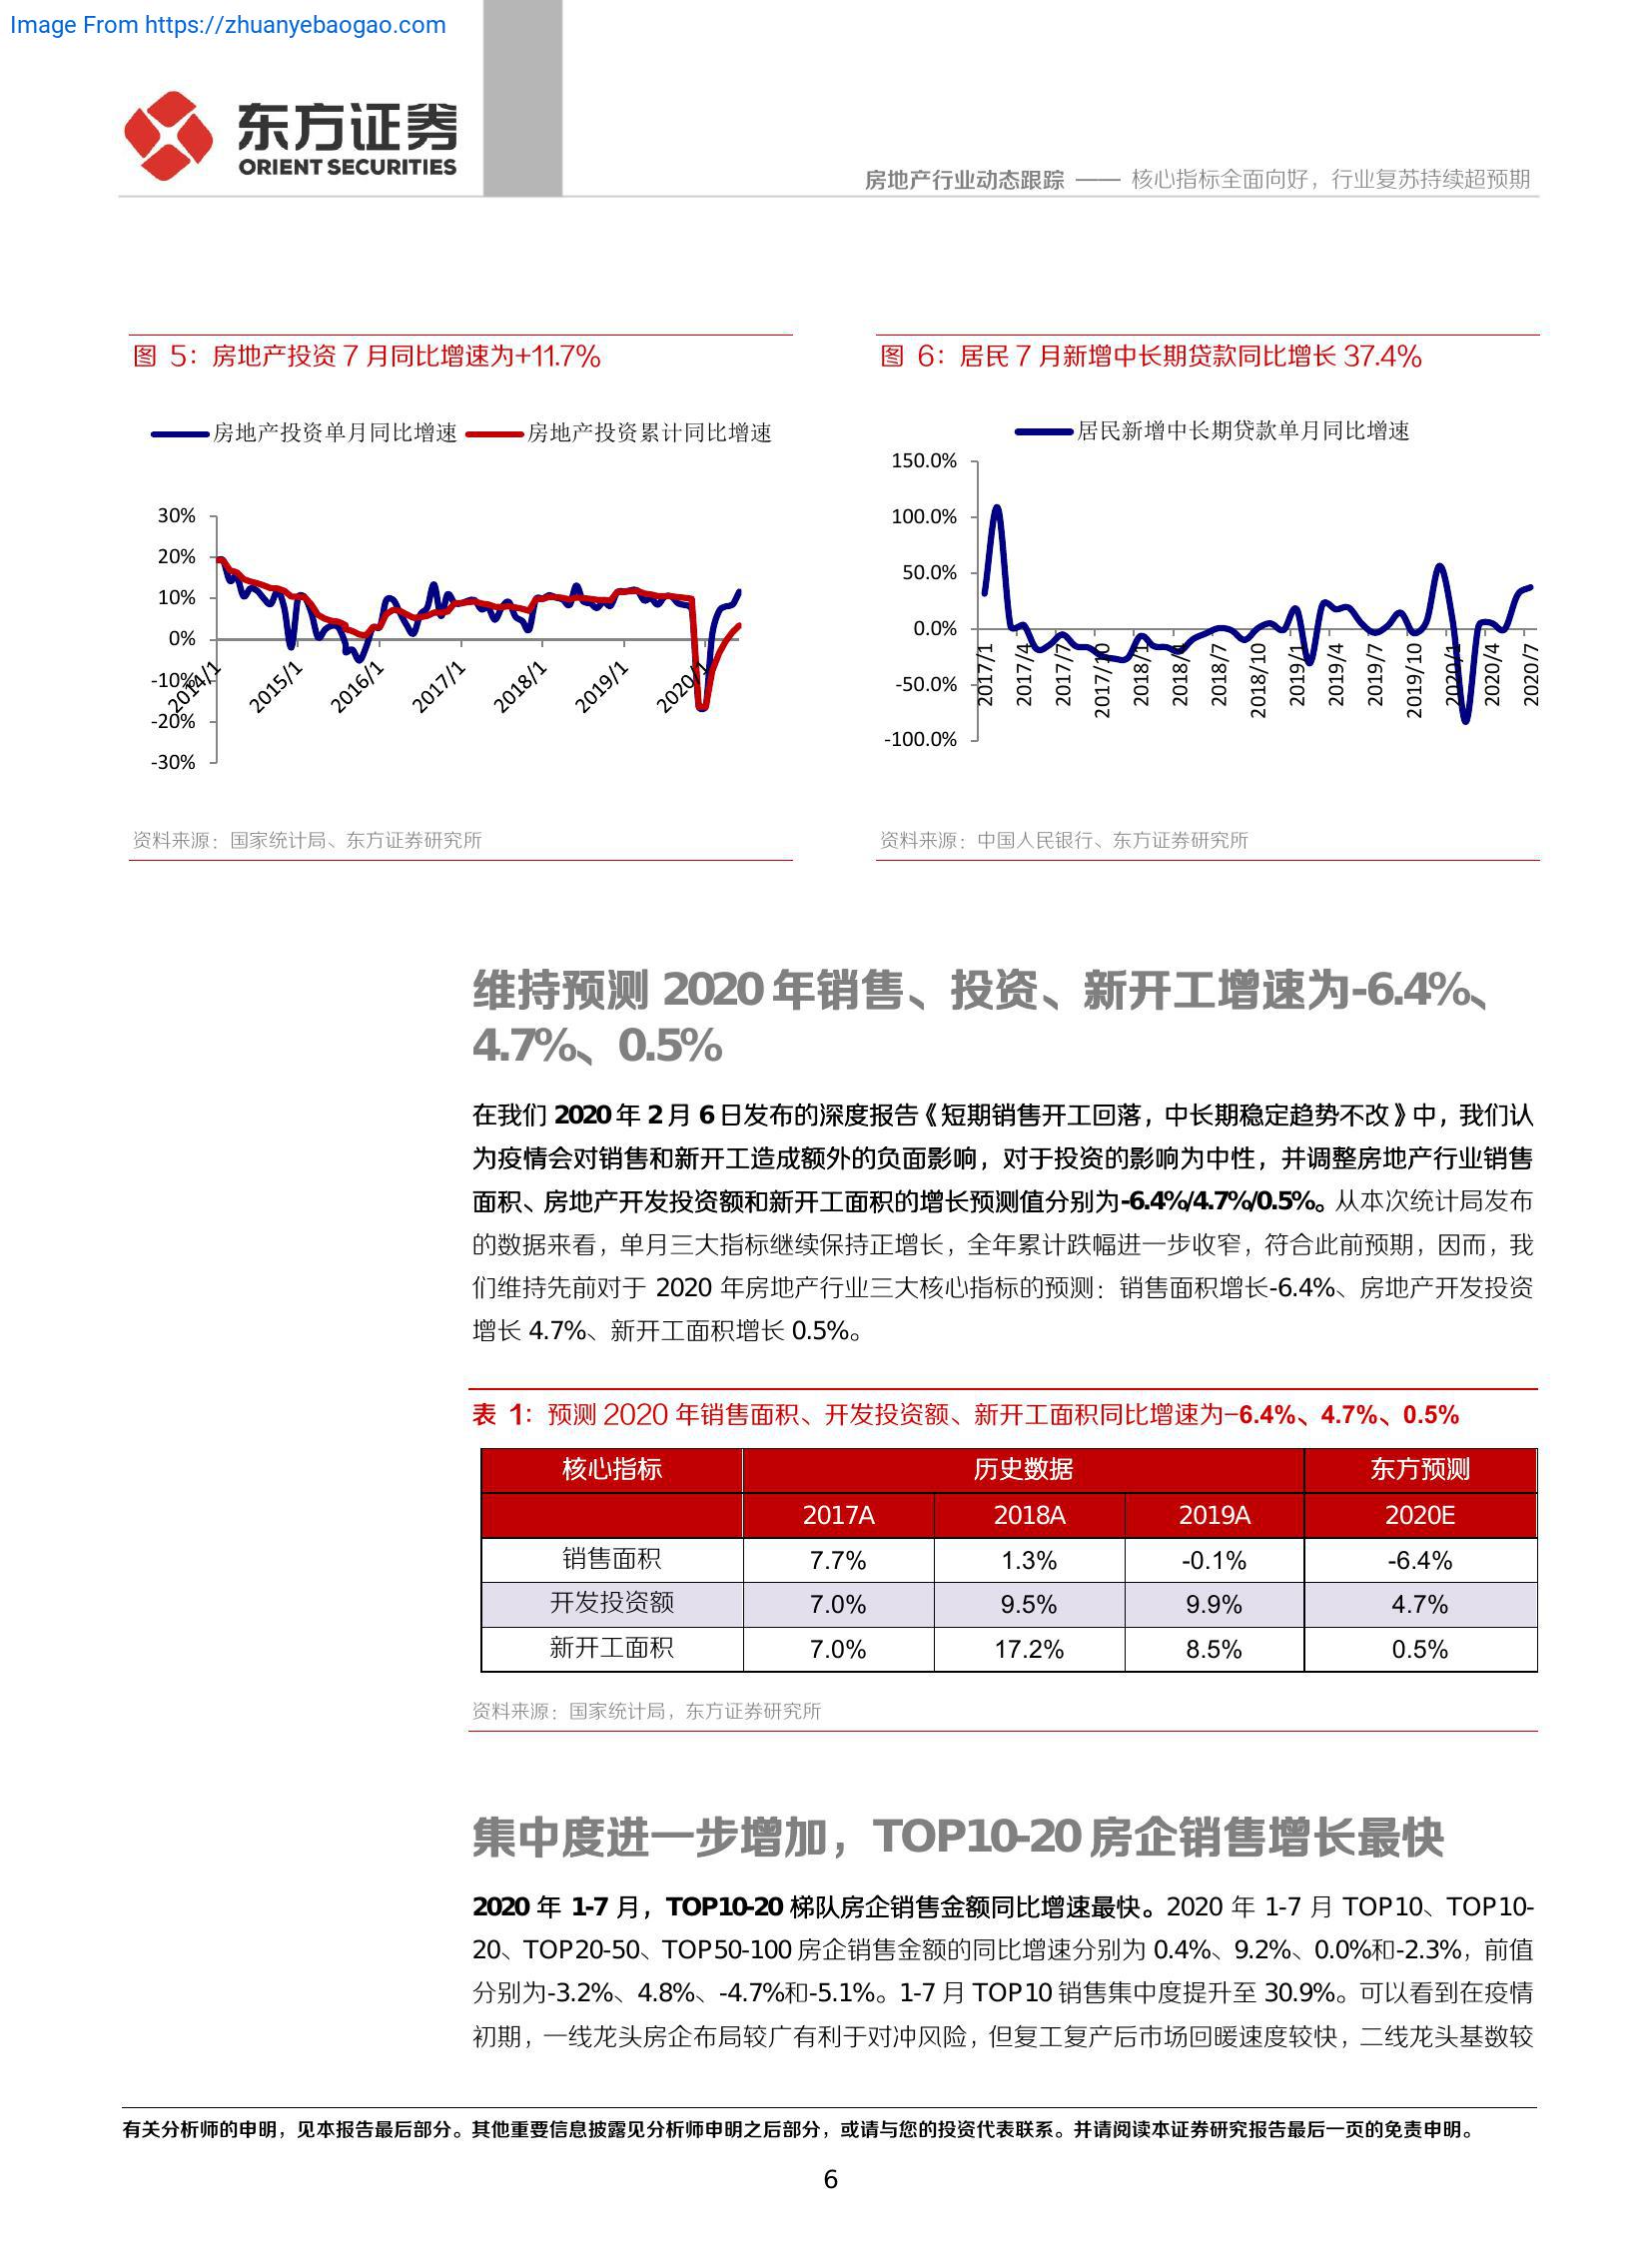 Image From https://zhuanyebaogao.com
东方证券
ORIENT SECURITIES
房地产行业动态跟踪 —— 核心指标全面向好，行业复苏持续超预期
图 5：房地产投资 7 月同比增速为+11.7%
房地产投资单月同比增速 房地产投资累计同比增速
30%
20%
10%
0%
-10%
-20%
-30%
2014/1 2015/1 2016/1 2017/1 2018/1 2019/1 2020/1
资料来源：国家统计局、东方证券研究所
图 6：居民 7 月新增中长期贷款同比增长 37.4%
居民新增中长期贷款单月同比增速
150.0%
100.0%
50.0%
0.0%
-50.0%
-100.0%
2017/1 2017/4 2017/7 2017/10 2018/1 2018/4 2018/7 2018/10 2019/1 2019/4 2019/7 2019/10 2020/1 2020/4 2020/7
资料来源：中国人民银行、东方证券研究所
维持预测 2020 年销售、投资、新开工增速为-6.4%、
4.7%、0.5%
在我们 2020 年 2 月 6 日发布的深度报告《短期销售开工回落，中长期稳定趋势不改》中，我们认
为疫情会对销售和新开工造成额外的负面影响，对于投资的影响为中性，并调整房地产行业销售
面积、房地产开发投资额和新开工面积的增长预测值分别为-6.4%/4.7%/0.5%。从本次统计局发布
的数据来看，单月三大指标继续保持正增长，全年累计跌幅进一步收窄，符合此前预期，因而，我
们维持先前对于 2020 年房地产行业三大核心指标的预测：销售面积增长-6.4%、房地产开发投资
增长 4.7%、新开工面积增长 0.5%。
表 1：预测 2020 年销售面积、开发投资额、新开工面积同比增速为-6.4%、4.7%、0.5%
核心指标 历史数据 东方预测
2017A 2018A 2019A 2020E
销售面积 7.7% 1.3% -0.1% -6.4%
开发投资额 7.0% 9.5% 9.9% 4.7%
新开工面积 7.0% 17.2% 8.5% 0.5%
资料来源：国家统计局，东方证券研究所
集中度进一步增加，TOP10-20 房企销售增长最快
2020 年 1-7 月，TOP10-20 梯队房企销售金额同比增速最快。2020 年 1-7 月 TOP10、TOP10-
20、TOP20-50、TOP50-100 房企销售金额的同比增速分别为 0.4%、9.2%、0.0%和-2.3%，前值
分别为-3.2%、4.8%、-4.7%和-5.1%。1-7 月 TOP10 销售集中度提升至 30.9%。可以看到在疫情
初期，一线龙头房企布局较广有利于对冲风险，但复工复产后市场回暖速度较快，二线龙头基数较
有关分析师的申明，见本报告最后部分。其他重要信息披露见分析师申明之后部分，或请与您的投资代表联系。并请阅读本证券研究报告最后一页的免责申明。
6